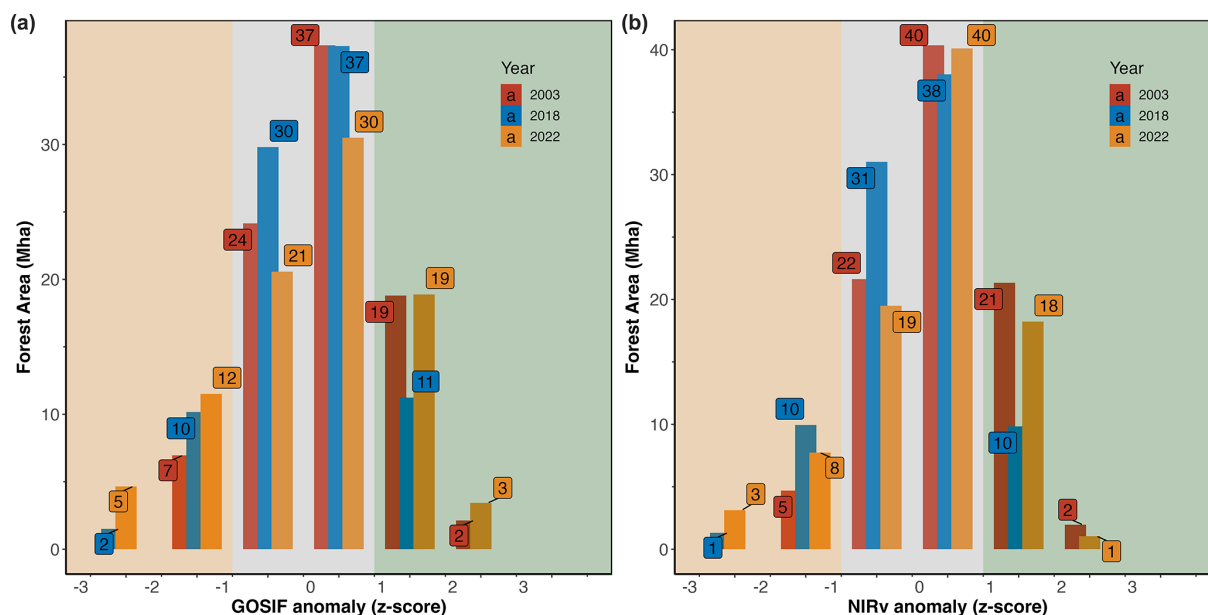 (a)
37
37
30
30
24
21
19
19
12
11
10
7
5
3
2
2
Year
a 2003
a 2018
a 2022
30
20
10
0
Forest Area (Mha)
-3 -2 -1 0 1 2 3
GOSIF anomaly (z-score)
(b)
40
40
38
31
22
21
19
18
10
10
8
5
3
2
1
1
Year
a 2003
a 2018
a 2022
40
30
20
10
0
Forest Area (Mha)
-3 -2 -1 0 1 2 3
NIRv anomaly (z-score)